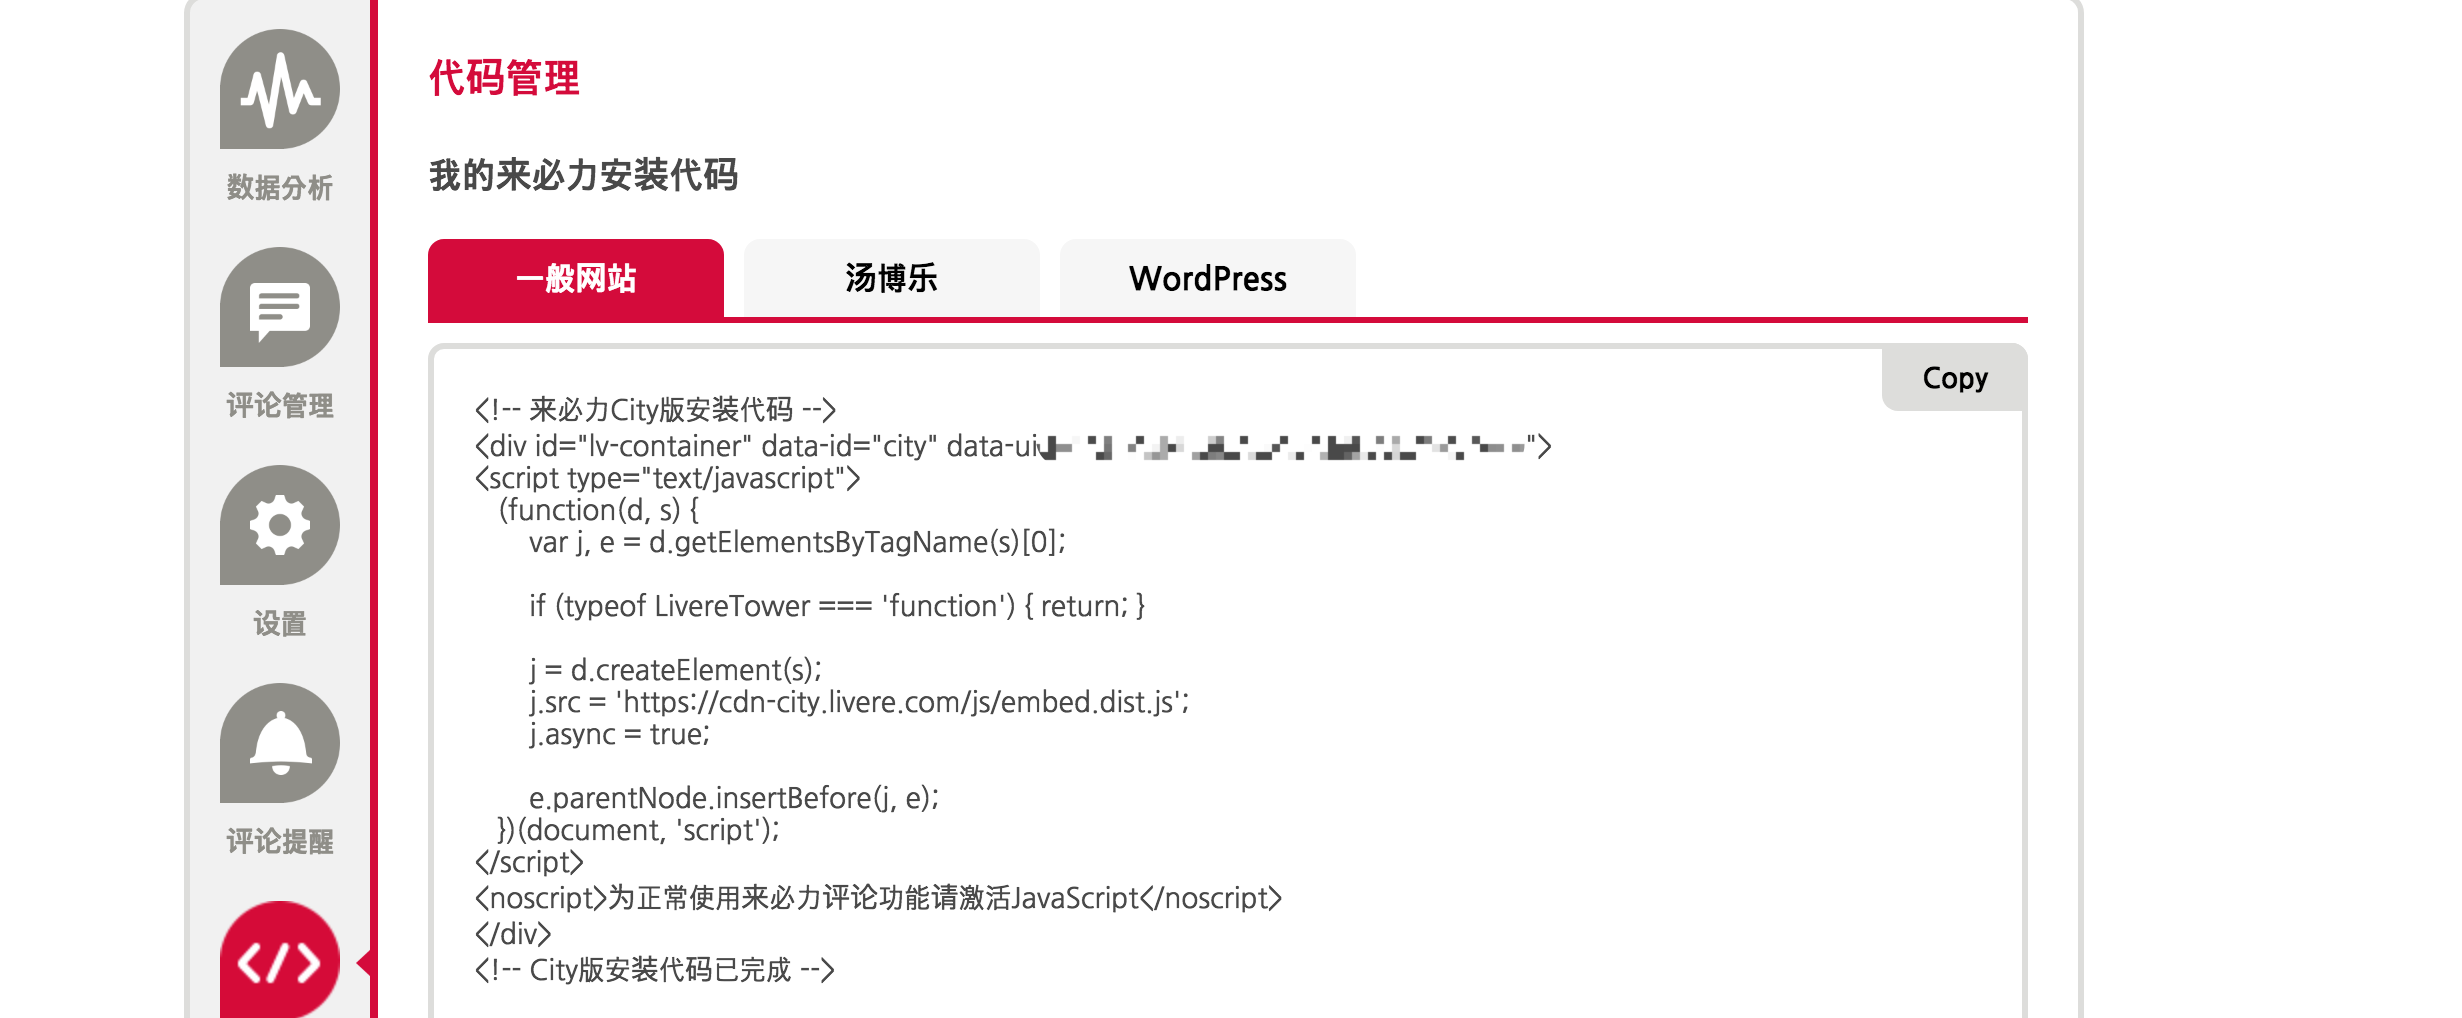 数据分析
评论管理
设置
评论提醒
代码管理
我的来必力安装代码
一般网站
汤博乐
WordPress
Copy
<!-- 来必力City版安装代码 -->
<div id="lv-container" data-id="city" data-ui ">
<script type="text/javascript">
(function(d, s) {
var j, e = d.getElementsByTagName(s)[0];
if (typeof LivereTower === 'function') { return; }
j = d.createElement(s);
j.src = 'https://cdn-city.livere.com/js/embed.dist.js';
j.async = true;
e.parentNode.insertBefore(j, e);
})(document, 'script');
</script>
<noscript>为正常使用来必力评论功能请激活JavaScript</noscript>
</div>
<!-- City版安装代码已完成 -->